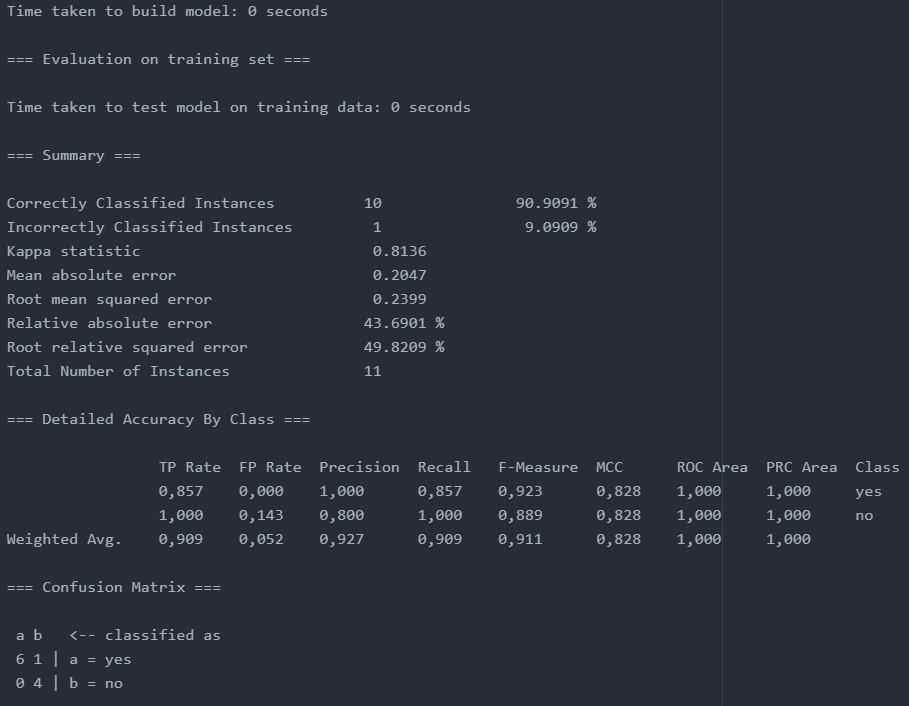 Time taken to build model: 0 seconds
=== Evaluation on training set ===
Time taken to test model on training data: 0 seconds
=== Summary ===
Correctly Classified Instances          10               90.9091 %
Incorrectly Classified Instances         1                9.0909 %
Kappa statistic                          0.8136
Mean absolute error                      0.2047
Root mean squared error                  0.2399
Relative absolute error                 43.6901 %
Root relative squared error             49.8209 %
Total Number of Instances               11
=== Detailed Accuracy By Class ===
                 TP Rate  FP Rate  Precision  Recall   F-Measure  MCC      ROC Area  PRC Area  Class
                 0,857    0,000    1,000      0,857    0,923      0,828    1,000     1,000     yes
                 1,000    0,143    0,800      1,000    0,889      0,828    1,000     1,000     no
Weighted Avg.    0,909    0,052    0,927      0,909    0,911      0,828    1,000     1,000
=== Confusion Matrix ===
 a b   <-- classified as
 6 1 | a = yes
 0 4 | b = no